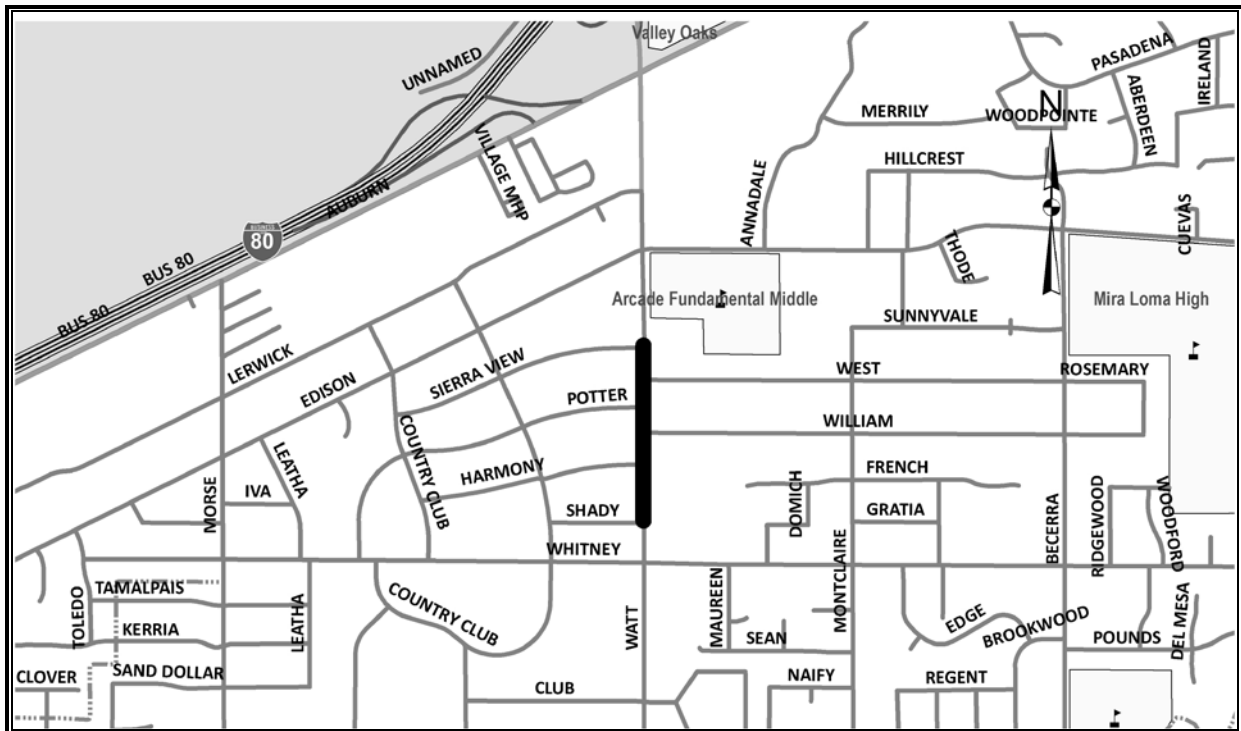 Valley Oaks
UNNAMED
PASADENA
IRELAND
ABERDEEN
N
MERRILY
WOODPOINTE
VILLAGE MHP
HILLCREST
ANNADALE
AUBURN
CUEVAS
BUSINESS
80
THODE
BUS 80
Arcade Fundamental Middle
Mira Loma High
BUS 80
SUNNYVALE
LERWICK
SIERRA VIEW
WEST
ROSEMARY
EDISON
POTTER
COUNTRY CLUB
WILLIAM
LEATHA
HARMONY
FRENCH
IVA
MORSE
DOMICH
GRATIA
RIDGEWOOD
WOODFORD
SHADY
BECERRA
WHITNEY
MONTCLAIRE
TAMALPAIS
TOLEDO
COUNTRY CLUB
MAUREEN
EDGE
BROOKWOOD
DEL MESA
KERRIA
LEATHA
WATT
SEAN
POUNDS
CLOVER
SAND DOLLAR
CLUB
NAIFY
REGENT